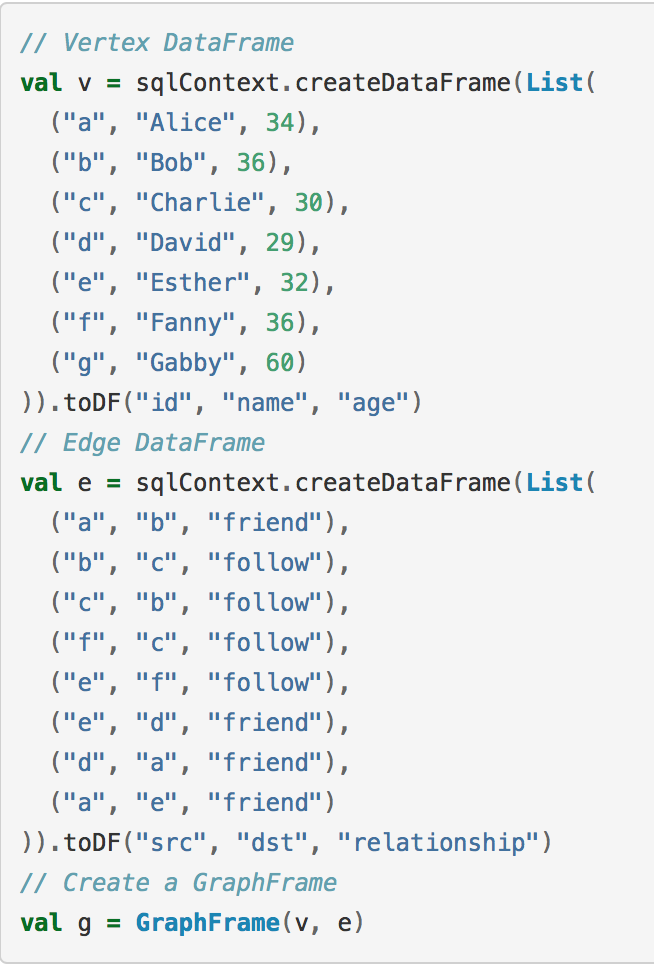 // Vertex DataFrame
val v = sqlContext.createDataFrame(List(
  ("a", "Alice", 34),
  ("b", "Bob", 36),
  ("c", "Charlie", 30),
  ("d", "David", 29),
  ("e", "Esther", 32),
  ("f", "Fanny", 36),
  ("g", "Gabby", 60)
)).toDF("id", "name", "age")
// Edge DataFrame
val e = sqlContext.createDataFrame(List(
  ("a", "b", "friend"),
  ("b", "c", "follow"),
  ("c", "b", "follow"),
  ("f", "c", "follow"),
  ("e", "f", "follow"),
  ("e", "d", "friend"),
  ("d", "a", "friend"),
  ("a", "e", "friend")
)).toDF("src", "dst", "relationship")
// Create a GraphFrame
val g = GraphFrame(v, e)